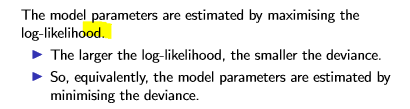 The model parameters are estimated by maximising the
log-likelihood.
The larger the log-likelihood, the smaller the deviance.
So, equivalently, the model parameters are estimated by
minimising the deviance.